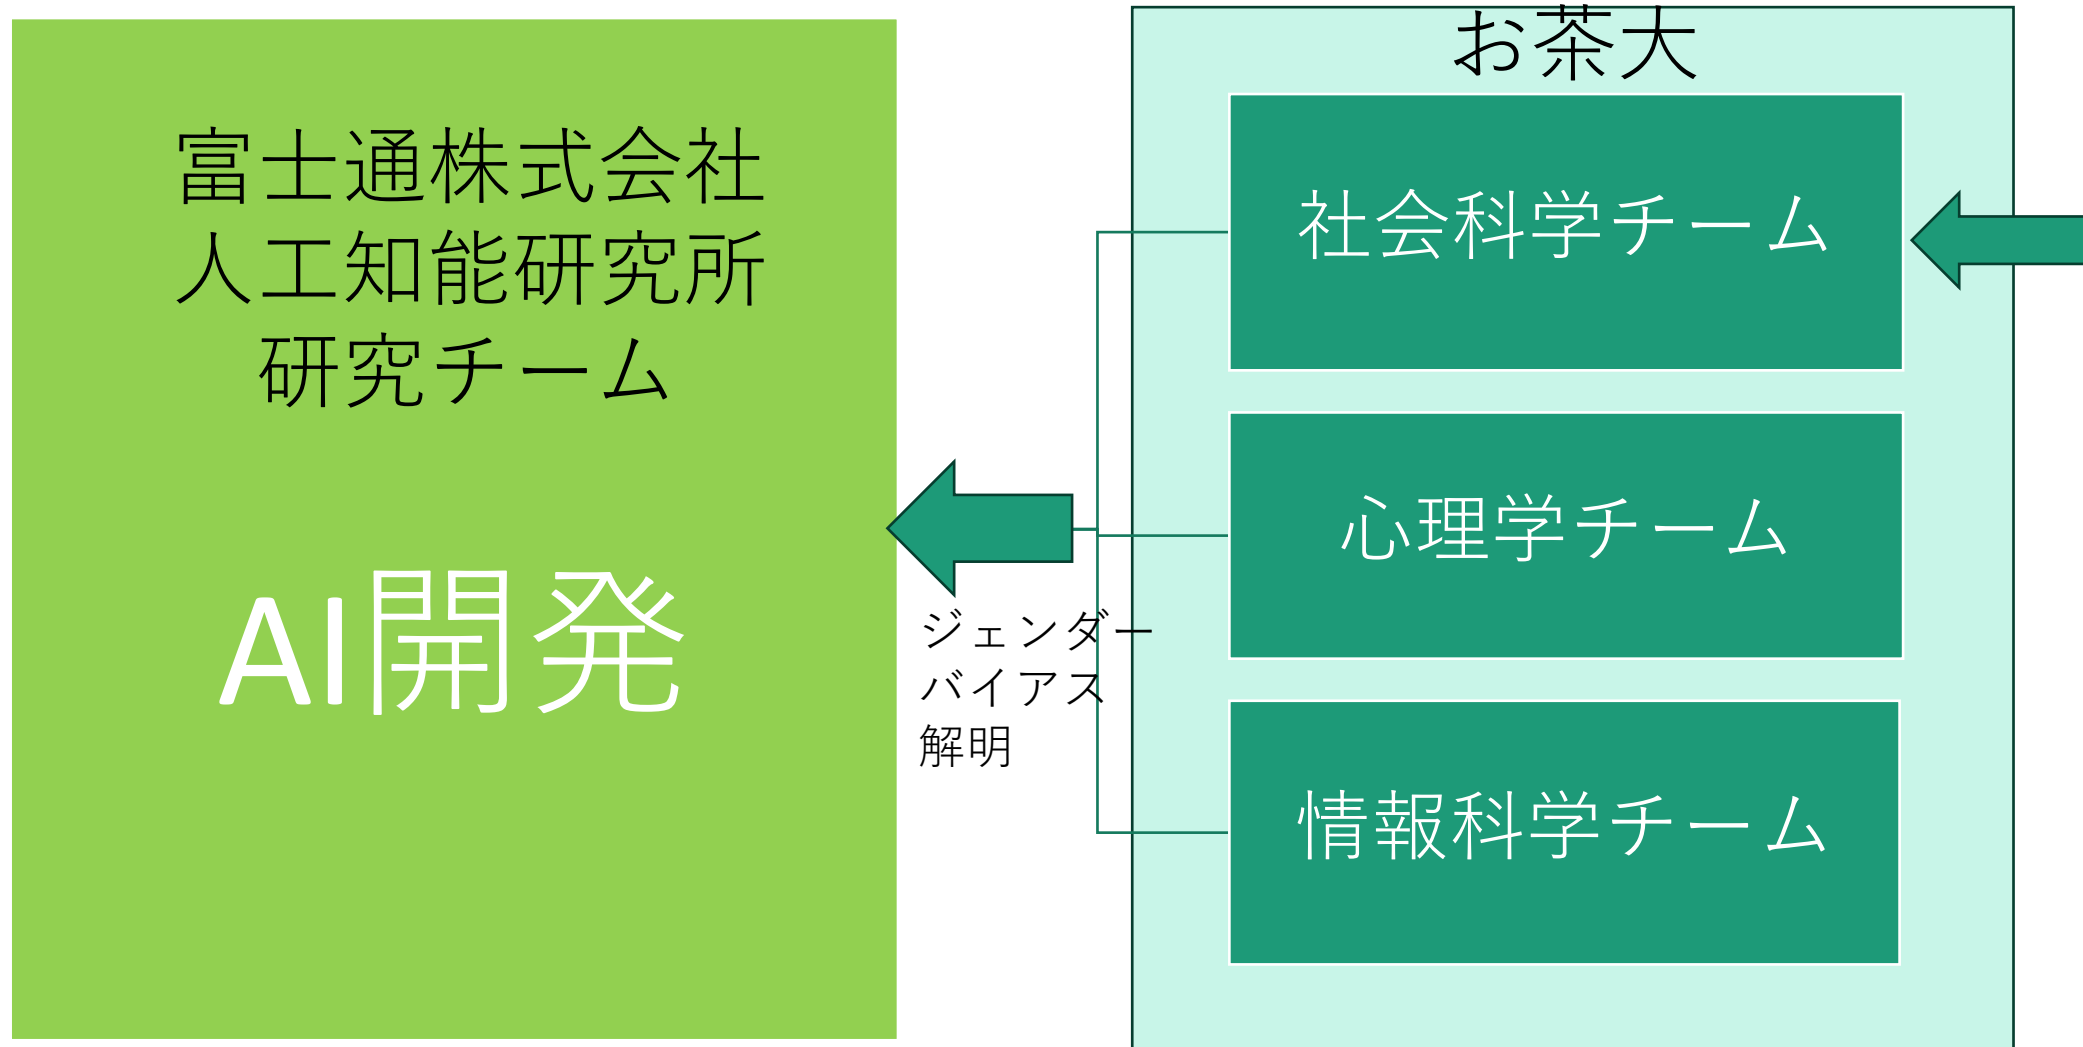 富士通株式会社
人工知能研究所
研究チーム
AI開発
ジェンダー
バイアス
解明
お茶大
社会科学チーム
心理学チーム
情報科学チーム